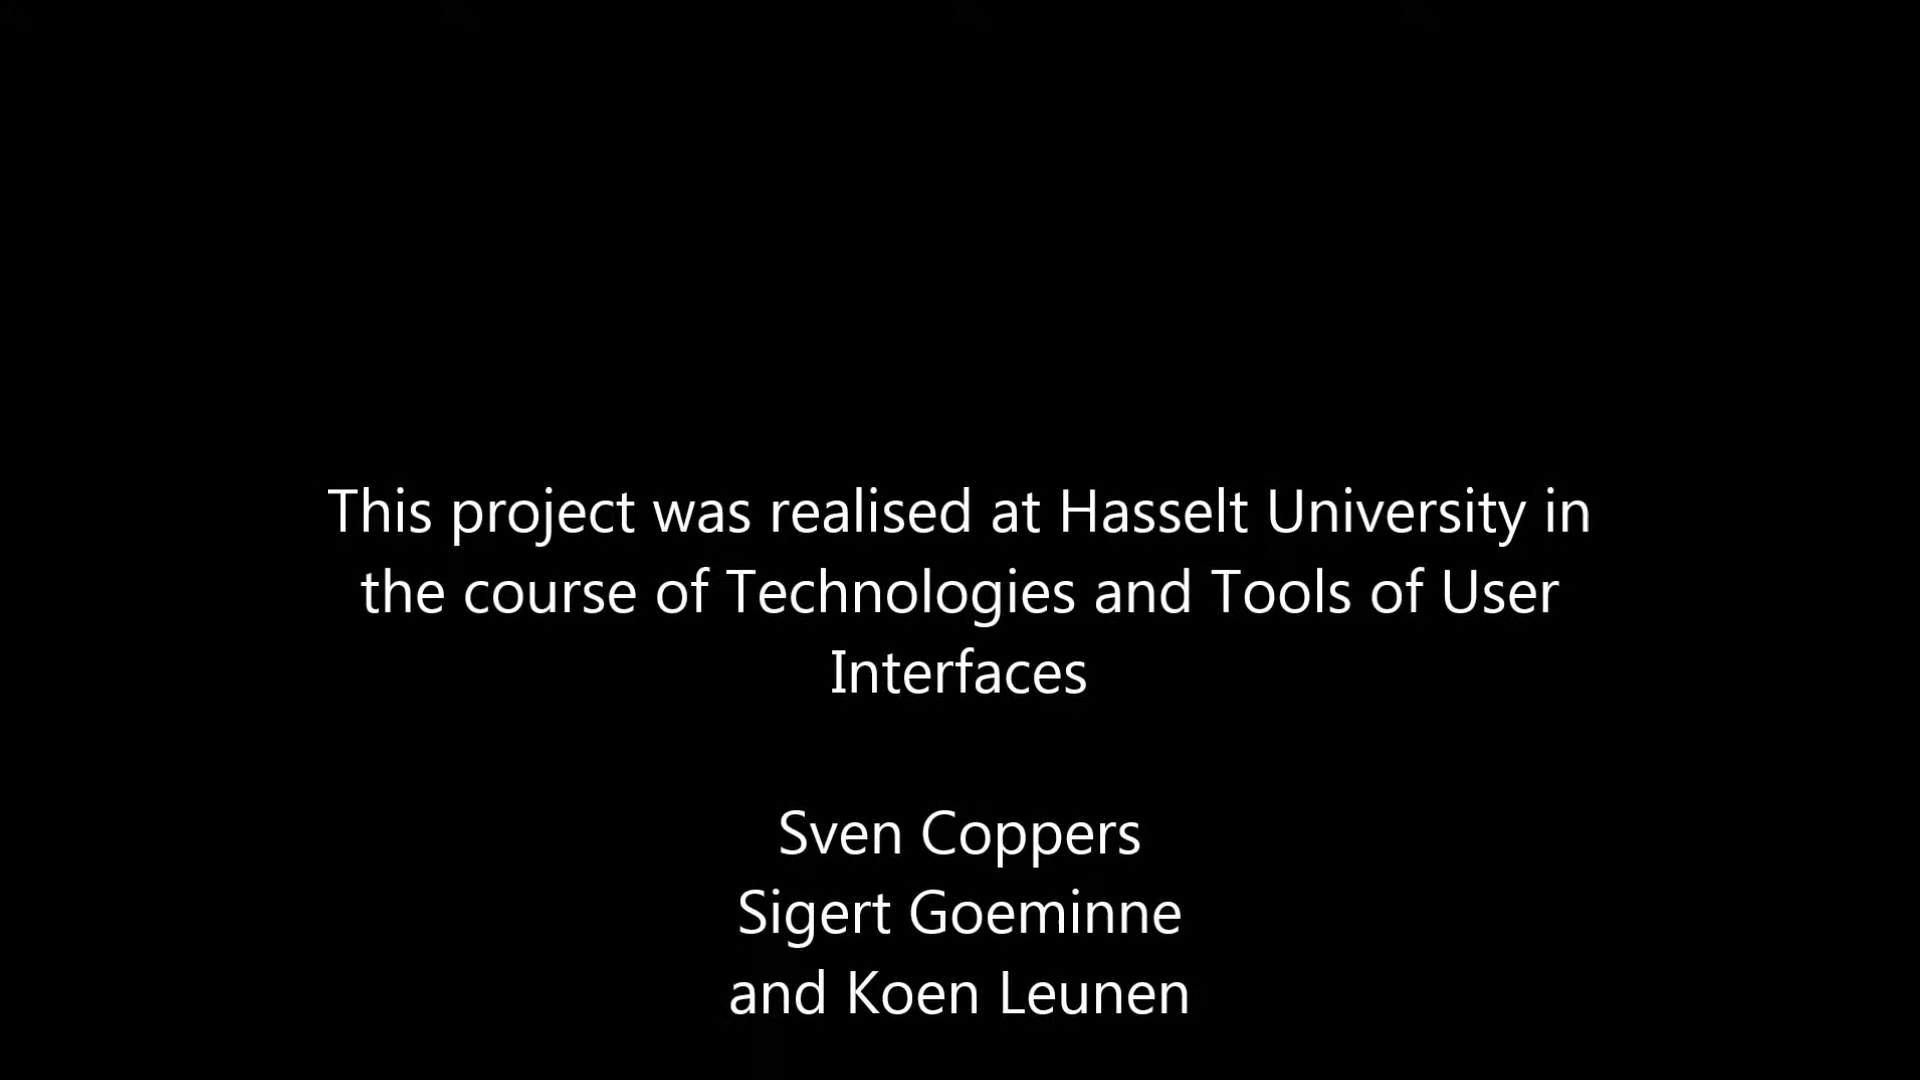 This project was realised at Hasselt University in
the course of Technologies and Tools of User
Interfaces
Sven Coppers
Sigert Goeminne
and Koen Leunen